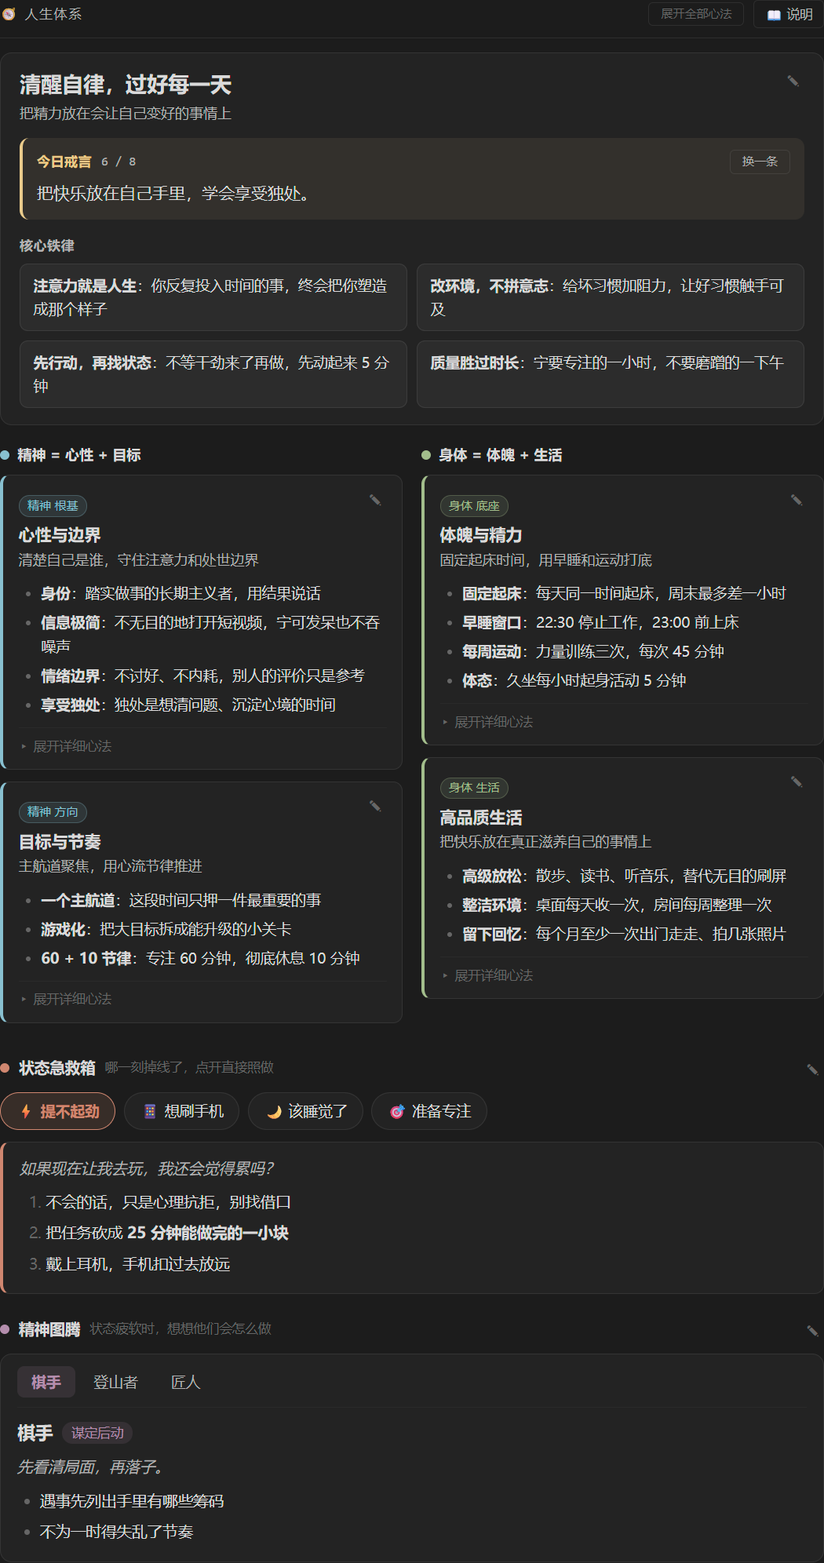 人生体系
展开全部心法
说明
清醒自律，过好每一天
把精力放在会让自己变好的事情上
今日戒言 6 / 8
换一条
把快乐放在自己手里，学会享受独处。
核心铁律
注意力就是人生：你反复投入时间的事，终会把你塑造
成那个样子
改环境，不拼意志：给坏习惯加阻力，让好习惯触手可
及
先行动，再找状态：不等干劲来了再做，先动起来 5 分
钟
质量胜过时长：宁要专注的一小时，不要磨蹭的一下午
精神 = 心性 + 目标
精神 根基
心性与边界
清楚自己是谁，守住注意力和处世边界
身份：踏实做事的长期主义者，用结果说话
信息极简：不无目的地打开短视频，宁可发呆也不吞
噪声
情绪边界：不讨好、不内耗，别人的评价只是参考
享受独处：独处是想清问题、沉淀心境的时间
展开详细心法
精神 方向
目标与节奏
主航道聚焦，用心流节律推进
一个主航道：这段时间只押一件最重要的事
游戏化：把大目标拆成能升级的小关卡
60 + 10 节律：专注 60 分钟，彻底休息 10 分钟
展开详细心法
身体 = 体魄 + 生活
身体 底座
体魄与精力
固定起床时间，用早睡和运动打底
固定起床：每天同一时间起床，周末最多差一小时
早睡窗口：22:30 停止工作，23:00 前上床
每周运动：力量训练三次，每次 45 分钟
体态：久坐每小时起身活动 5 分钟
展开详细心法
身体 生活
高品质生活
把快乐放在真正滋养自己的事情上
高级放松：散步、读书、听音乐，替代无目的刷屏
整洁环境：桌面每天收一次，房间每周整理一次
留下回忆：每个月至少一次出门走走、拍几张照片
展开详细心法
状态急救箱 哪一刻掉线了，点开直接照做
提不起劲
想刷手机
该睡觉了
准备专注
如果现在让我去玩，我还会觉得累吗？
1. 不会的话，只是心理抗拒，别找借口
2. 把任务砍成 25 分钟能做完的一小块
3. 戴上耳机，手机扣过去放远
精神图腾 状态疲软时，想想他们会怎么做
棋手
登山者
匠人
棋手 谋定后动
先看清局面，再落子。
遇事先列出手里有哪些筹码
不为一时得失乱了节奏